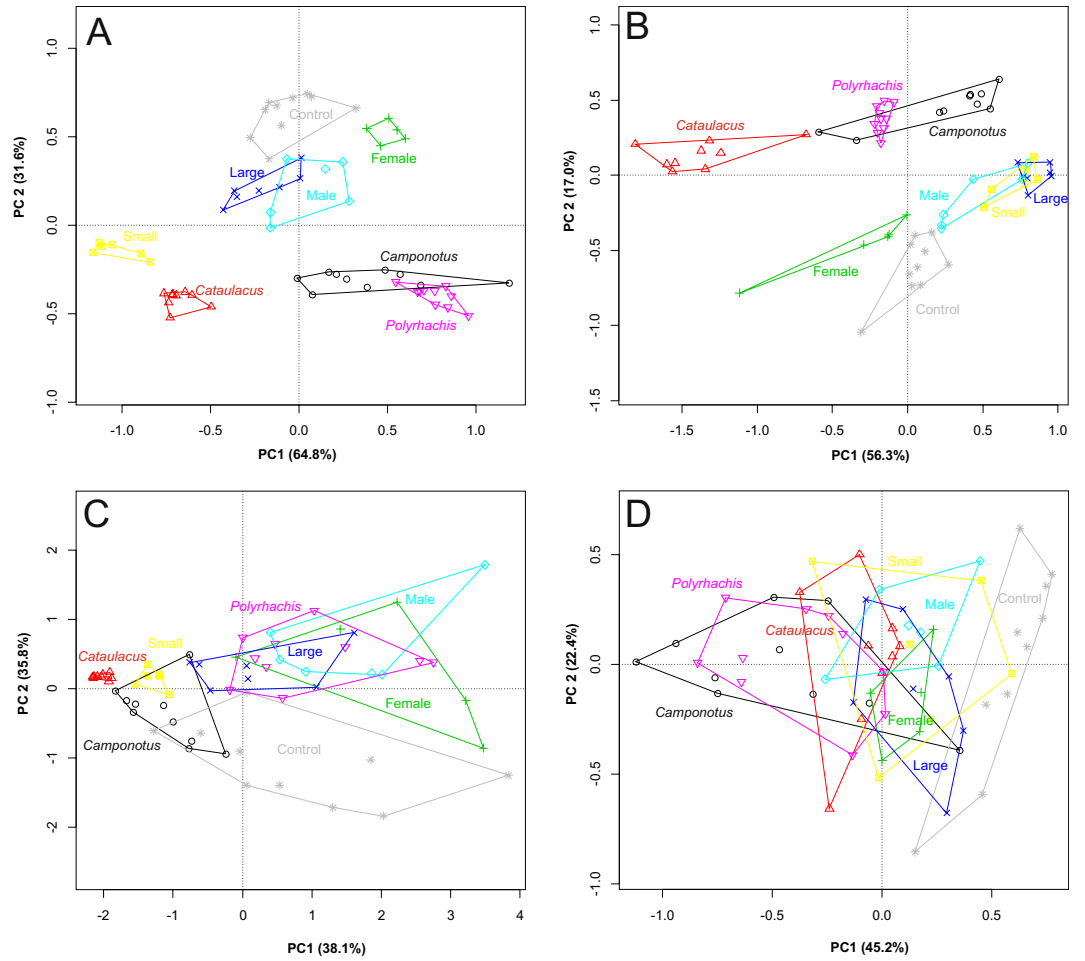 A
1.0
0.5
0.0
-0.5
-1.0
PC 2 (31.6%)
Control
Female
Large
Male
Small
Camponotus
Cataulacus
Polyrhachis
-1.0 -0.5 0.0 0.5 1.0
PC1 (64.8%)
B
1.0
0.5
0.0
-0.5
-1.0
-1.5
PC 2 (17.0%)
Polyrhachis
Cataulacus
Camponotus
Male
Small
Large
Female
Control
-1.5 -1.0 -0.5 0.0 0.5 1.0
PC1 (56.3%)
C
2
1
0
-1
-2
PC 2 (35.8%)
Polyrhachis
Male
Small
Large
Cataulacus
Female
Camponotus
Control
-2 -1 0 1 2 3 4
PC1 (38.1%)
D
0.5
0.0
-0.5
-1.0
PC 2 (22.4%)
Small
Polyrhachis
Control
Male
Cataulacus
Female
Camponotus
Large
-1.0 -0.5 0.0 0.5
PC1 (45.2%)